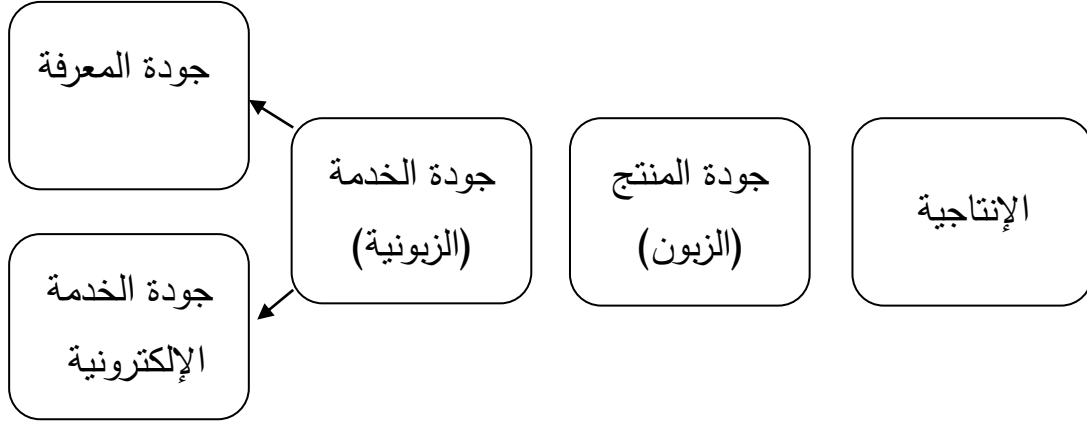 الإنتاجية
جودة المنتج
(الزبون)
جودة الخدمة
(الزبونية)
جودة المعرفة
جودة الخدمة
الإلكترونية